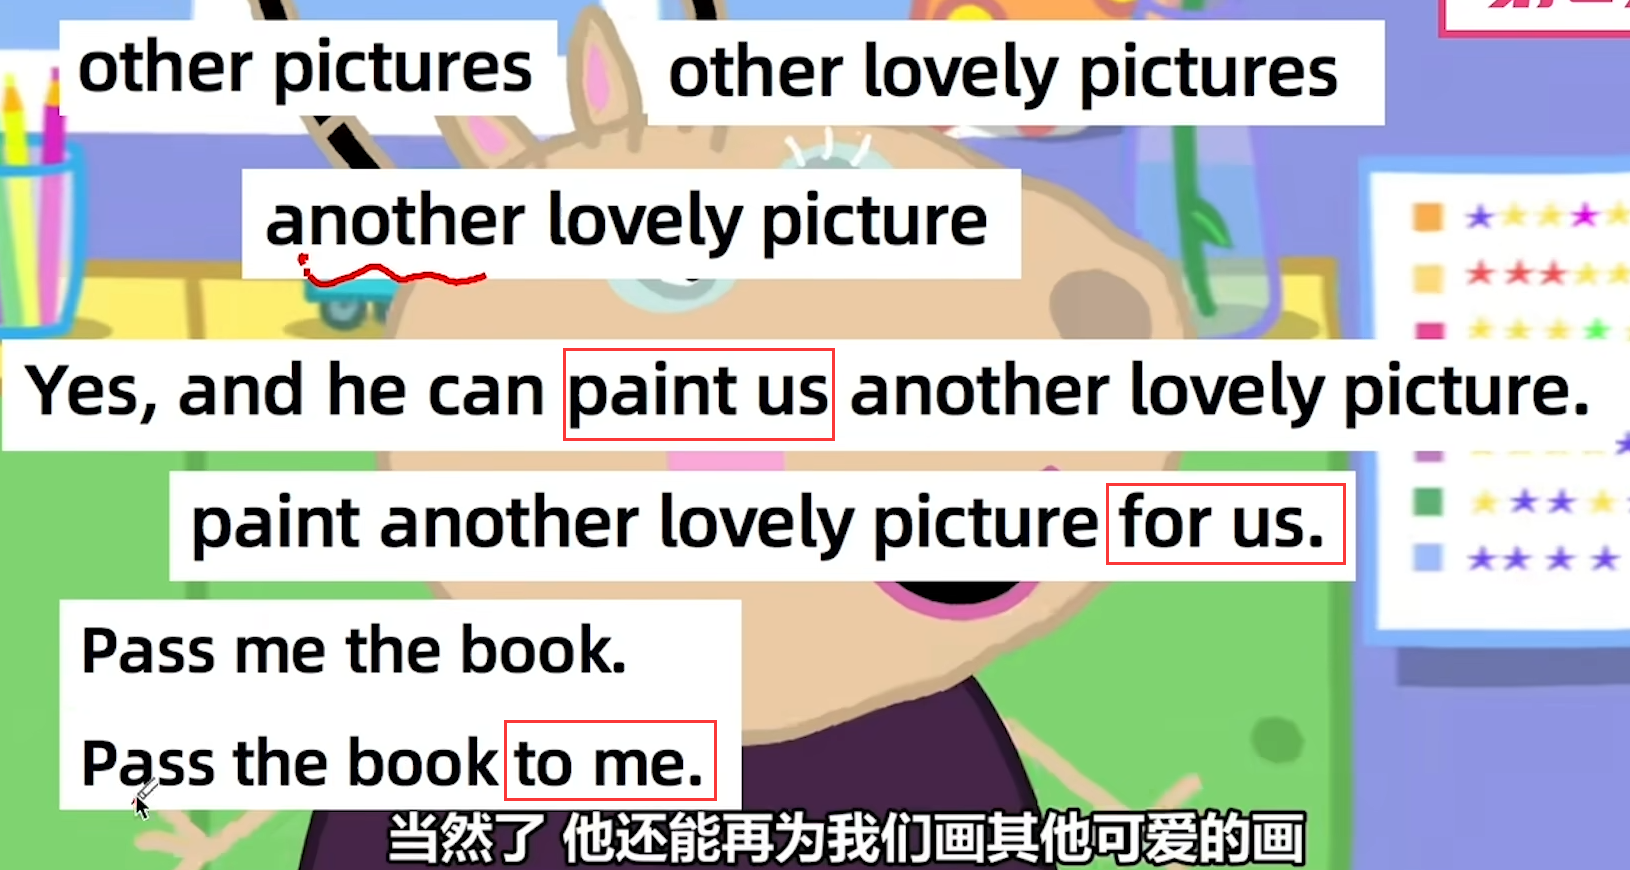 other pictures
other lovely pictures
another lovely picture
Yes, and he can paint us another lovely picture.
paint another lovely picture for us.
Pass me the book.
Pass the book to me.
当然了 他还能再为我们画其他可爱的画